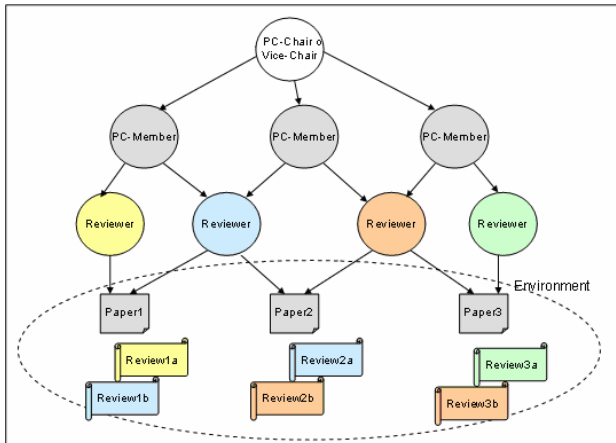 PC-Chair o
Vice-Chair
PC-Member
PC-Member
PC-Member
Reviewer
Reviewer
Reviewer
Reviewer
Environment
Paper1
Paper2
Paper3
Review1a
Review2a
Review3a
Review1b
Review2b
Review3b